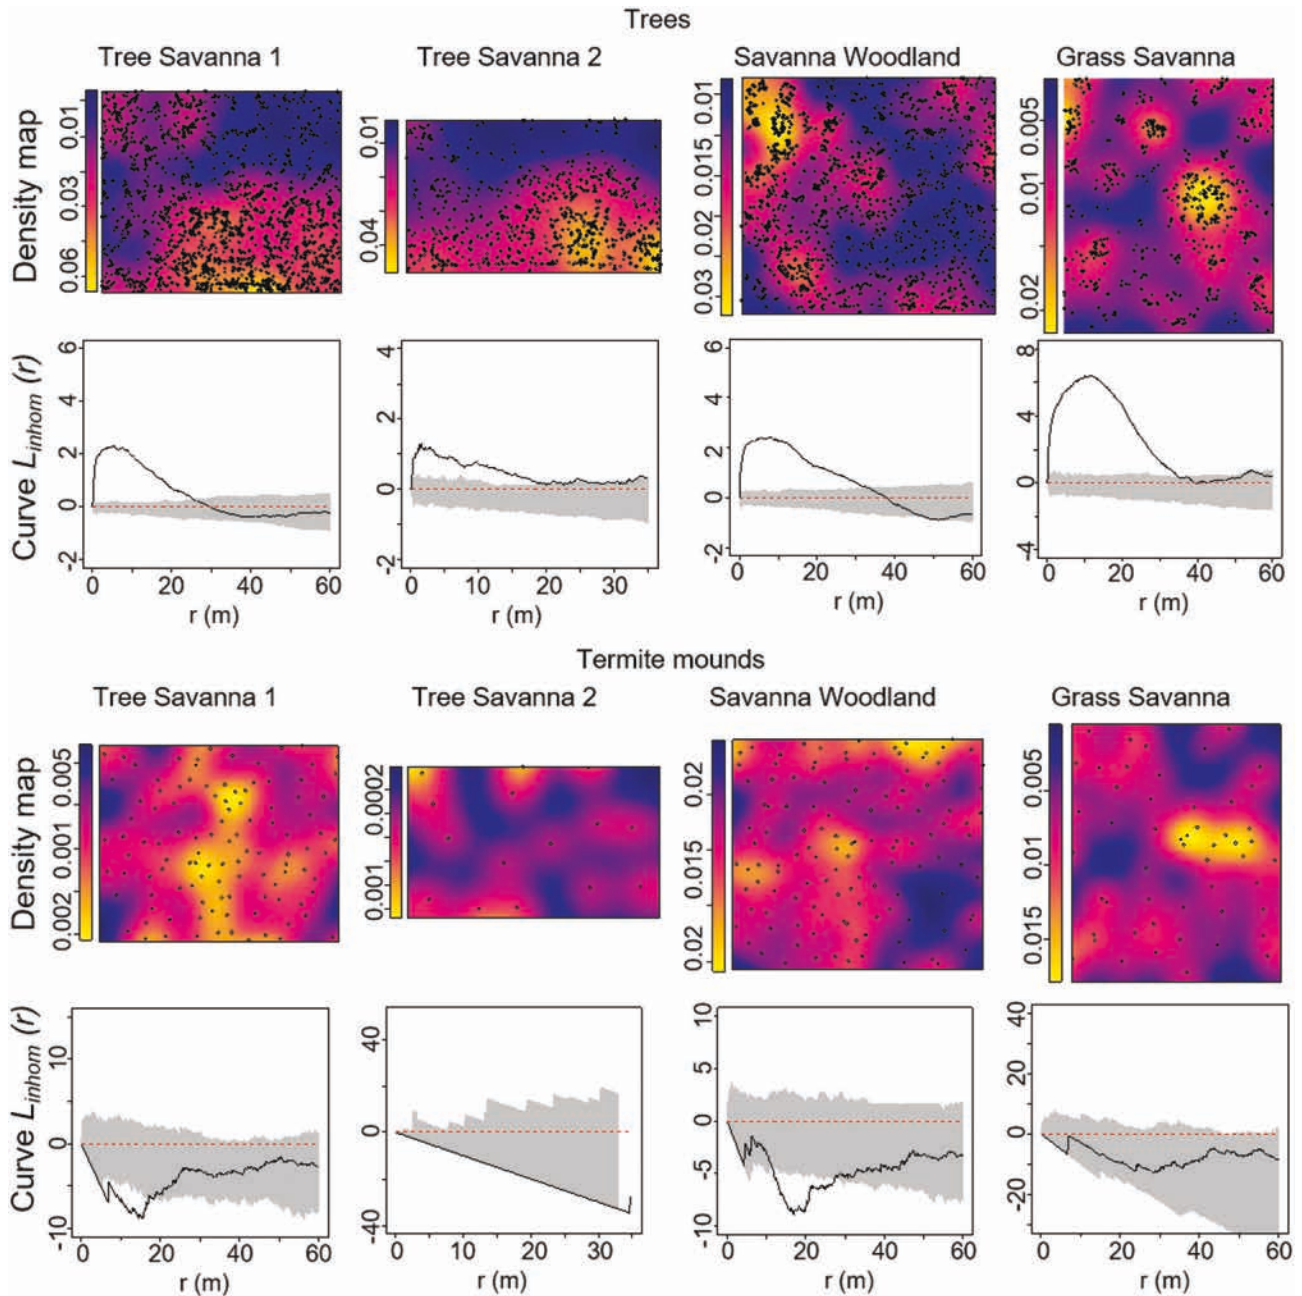 Trees
Tree Savanna 1 Tree Savanna 2 Savanna Woodland Grass Savanna
Density map
0.01 0.03 0.06
0.01 0.04
0.01 0.015 0.02 0.03
0.005 0.01 0.02
Curve Linhom (r)
6 4 2 0 -2
0 20 40 60
r (m)
4 2 0 -2
0 10 20 30
r (m)
6 4 2 0 -2
0 20 40 60
r (m)
8 4 0 -4
0 20 40 60
r (m)
Termite mounds
Tree Savanna 1 Tree Savanna 2 Savanna Woodland Grass Savanna
Density map
0.005 0.001 0.002
0.0002 0.001
0.02 0.015 0.02
0.005 0.01 0.015
Curve Linhom (r)
10 0 -10
0 20 40 60
r (m)
40 0 -40
0 10 20 30
r (m)
10 5 0 -5 -10
0 20 40 60
r (m)
40 20 0 -20
0 20 40 60
r (m)